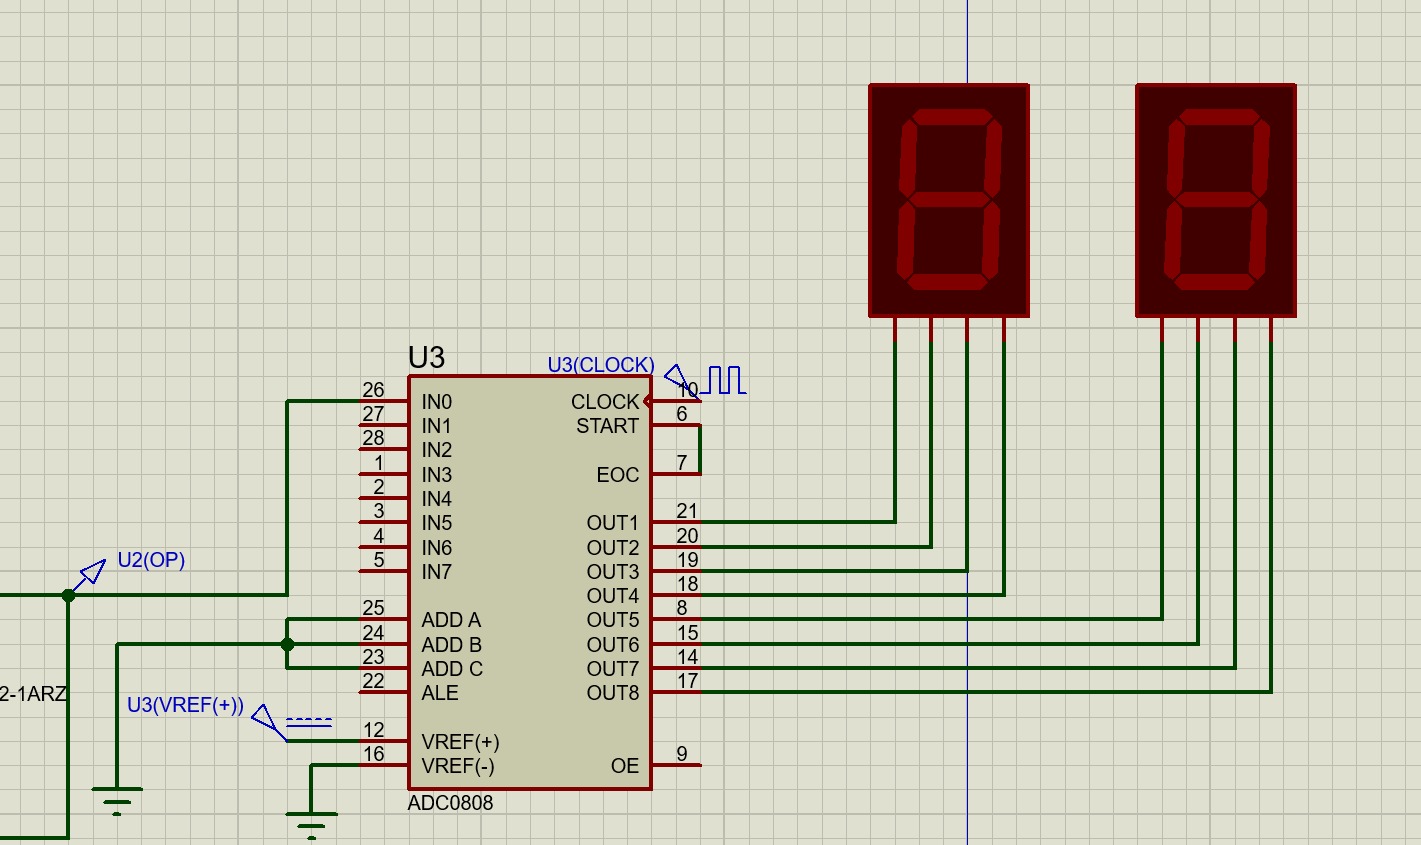 U3
U3(CLOCK)
26 IN0 CLOCK 10
27 IN1 START 6
28 IN2
1 IN3 EOC 7
2 IN4
3 IN5 OUT1 21
4 IN6 OUT2 20
5 IN7 OUT3 19
U2(OP)
OUT4 18
25 ADD A OUT5 8
24 ADD B OUT6 15
23 ADD C OUT7 14
22 ALE OUT8 17
2-1ARZ
U3(VREF(+))
12 VREF(+)
16 VREF(-) OE 9
ADC0808